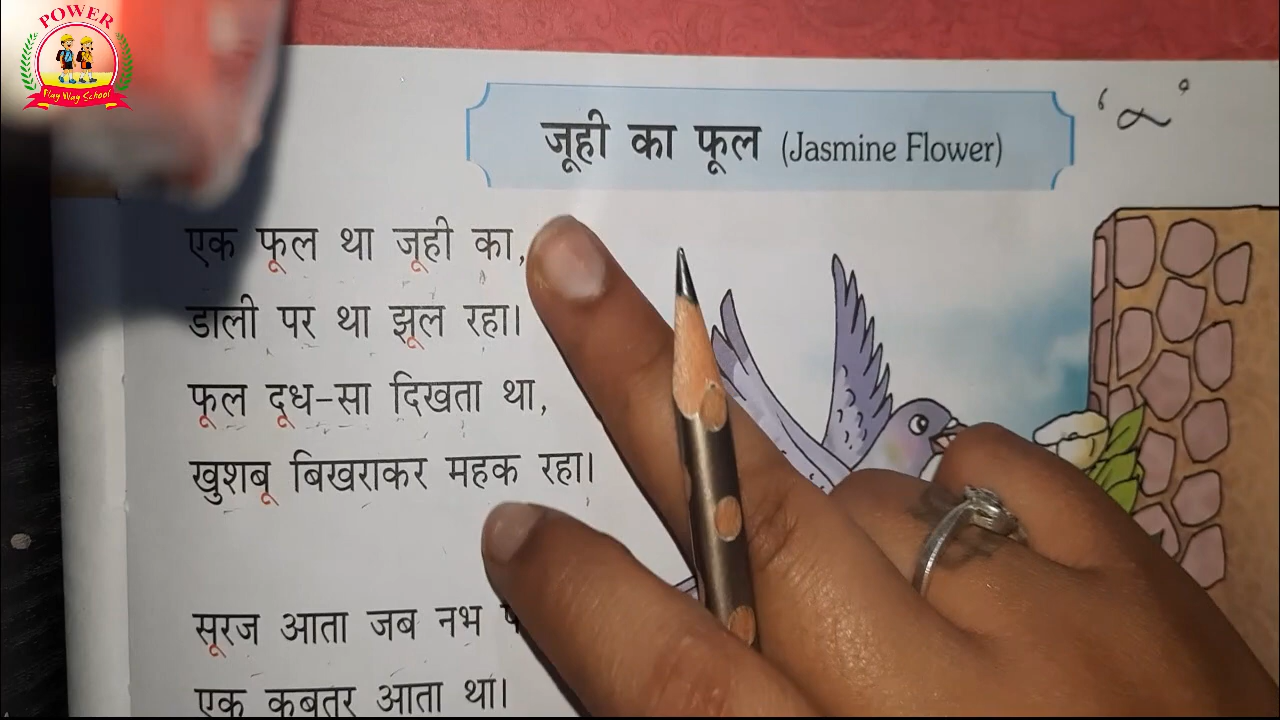 POWER
Play Way School
जूही का फूल (Jasmine Flower)
एक फूल था जूही का,
डाली पर था झूल रहा।
फूल दूध-सा दिखता था,
खुशबू बिखराकर महक रहा।
सूरज आता जब नभ
एक कबूतर आता था।